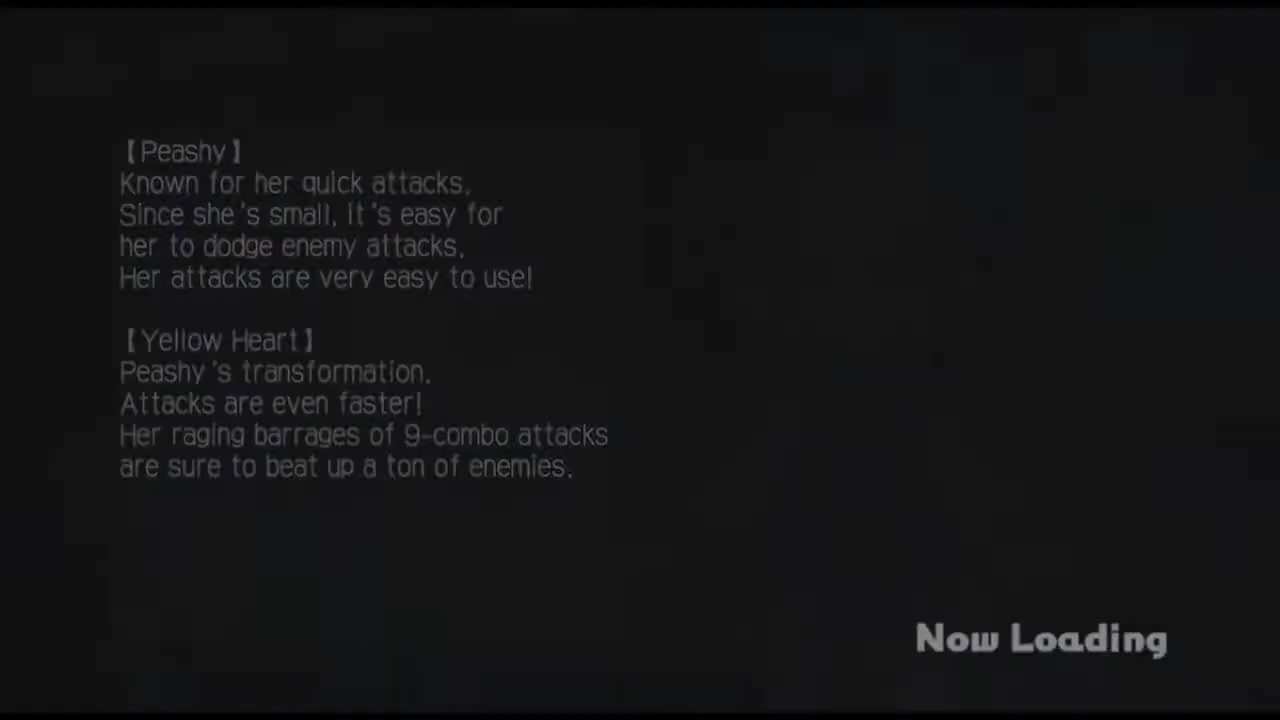 【Peashy】
Known for her quick attacks.
Since she's small, it's easy for
her to dodge enemy attacks.
Her attacks are very easy to use!
【Yellow Heart】
Peashy's transformation.
Attacks are even faster!
Her raging barrages of 9-combo attacks
are sure to beat up a ton of enemies.
Now Loading